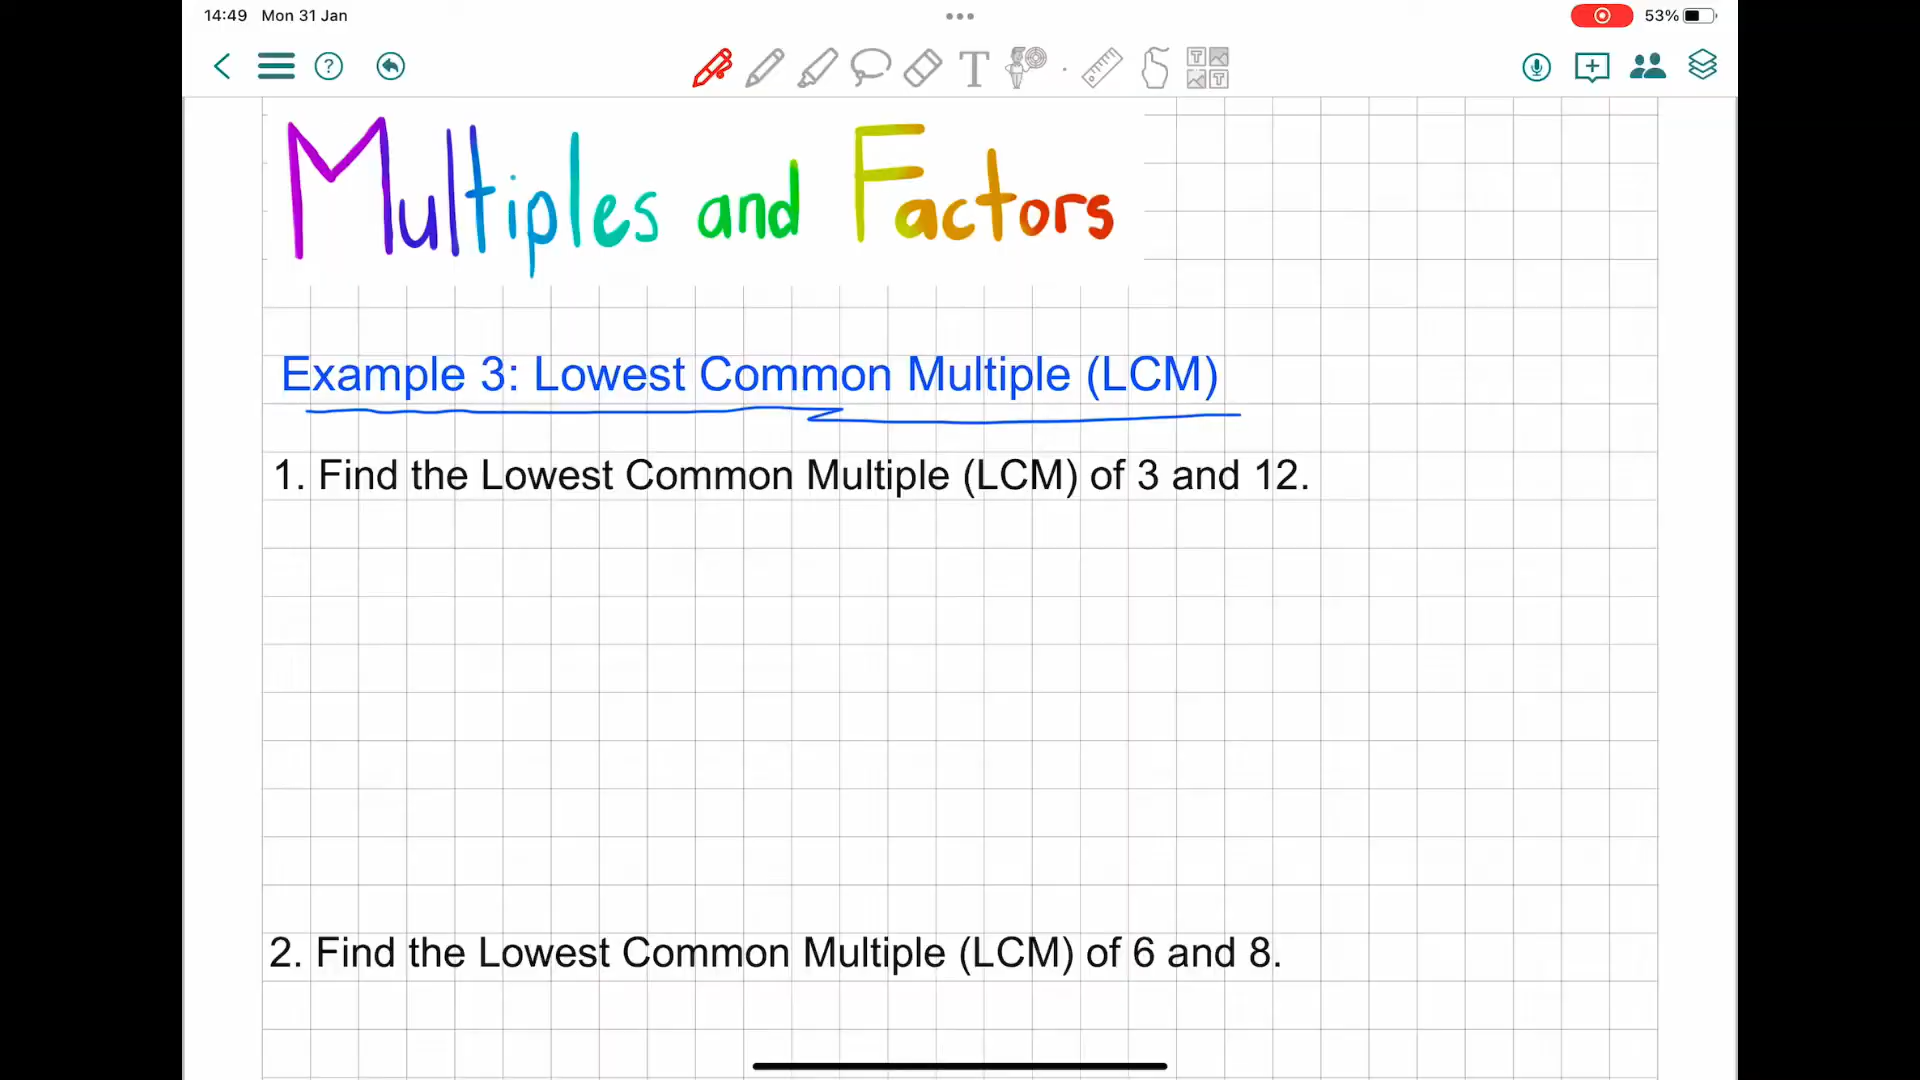 14:49 Mon 31 Jan
53%
Multiples and Factors
Example 3: Lowest Common Multiple (LCM)
1. Find the Lowest Common Multiple (LCM) of 3 and 12.
2. Find the Lowest Common Multiple (LCM) of 6 and 8.